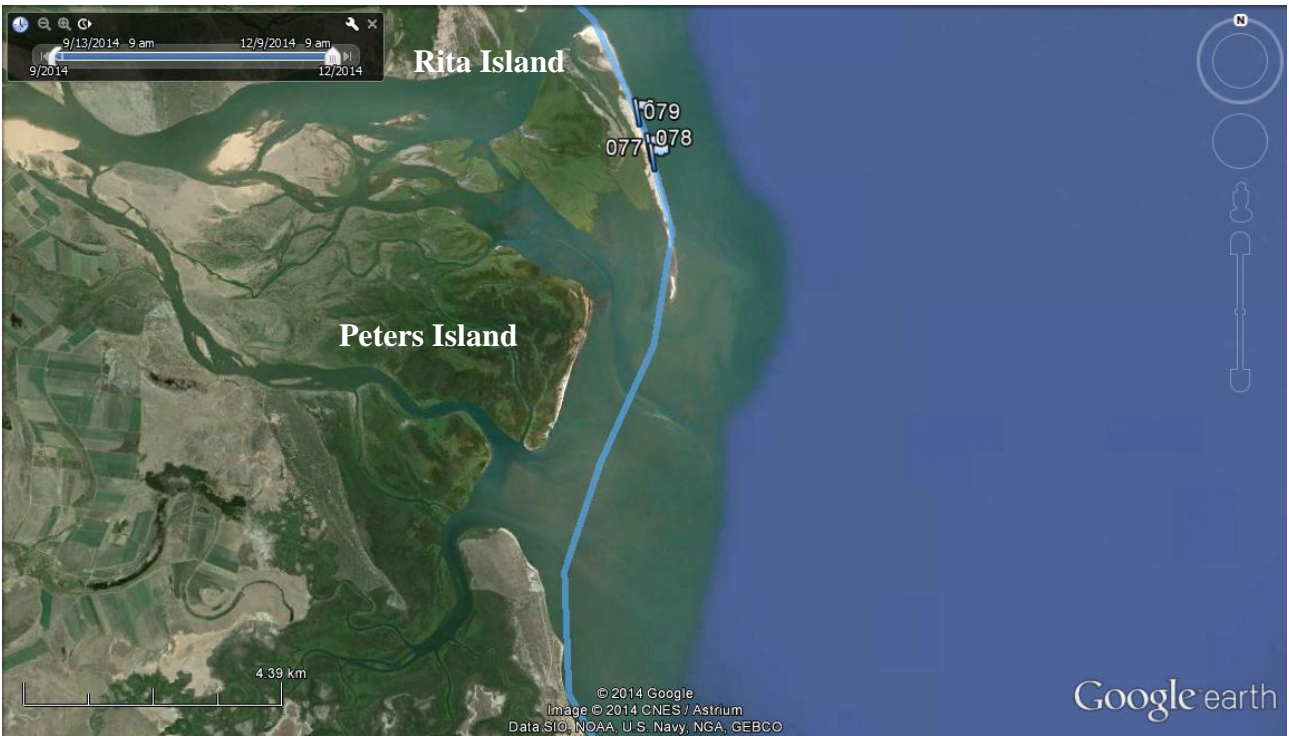 9/13/2014 9 am 12/9/2014 9 am
9/2014 12/2014
Rita Island
N
079
077 078
Peters Island
4.39 km
© 2014 Google
Image © 2014 CNES / Astrium
Data SIO, NOAA, U.S. Navy, NGA, GEBCO
Google earth